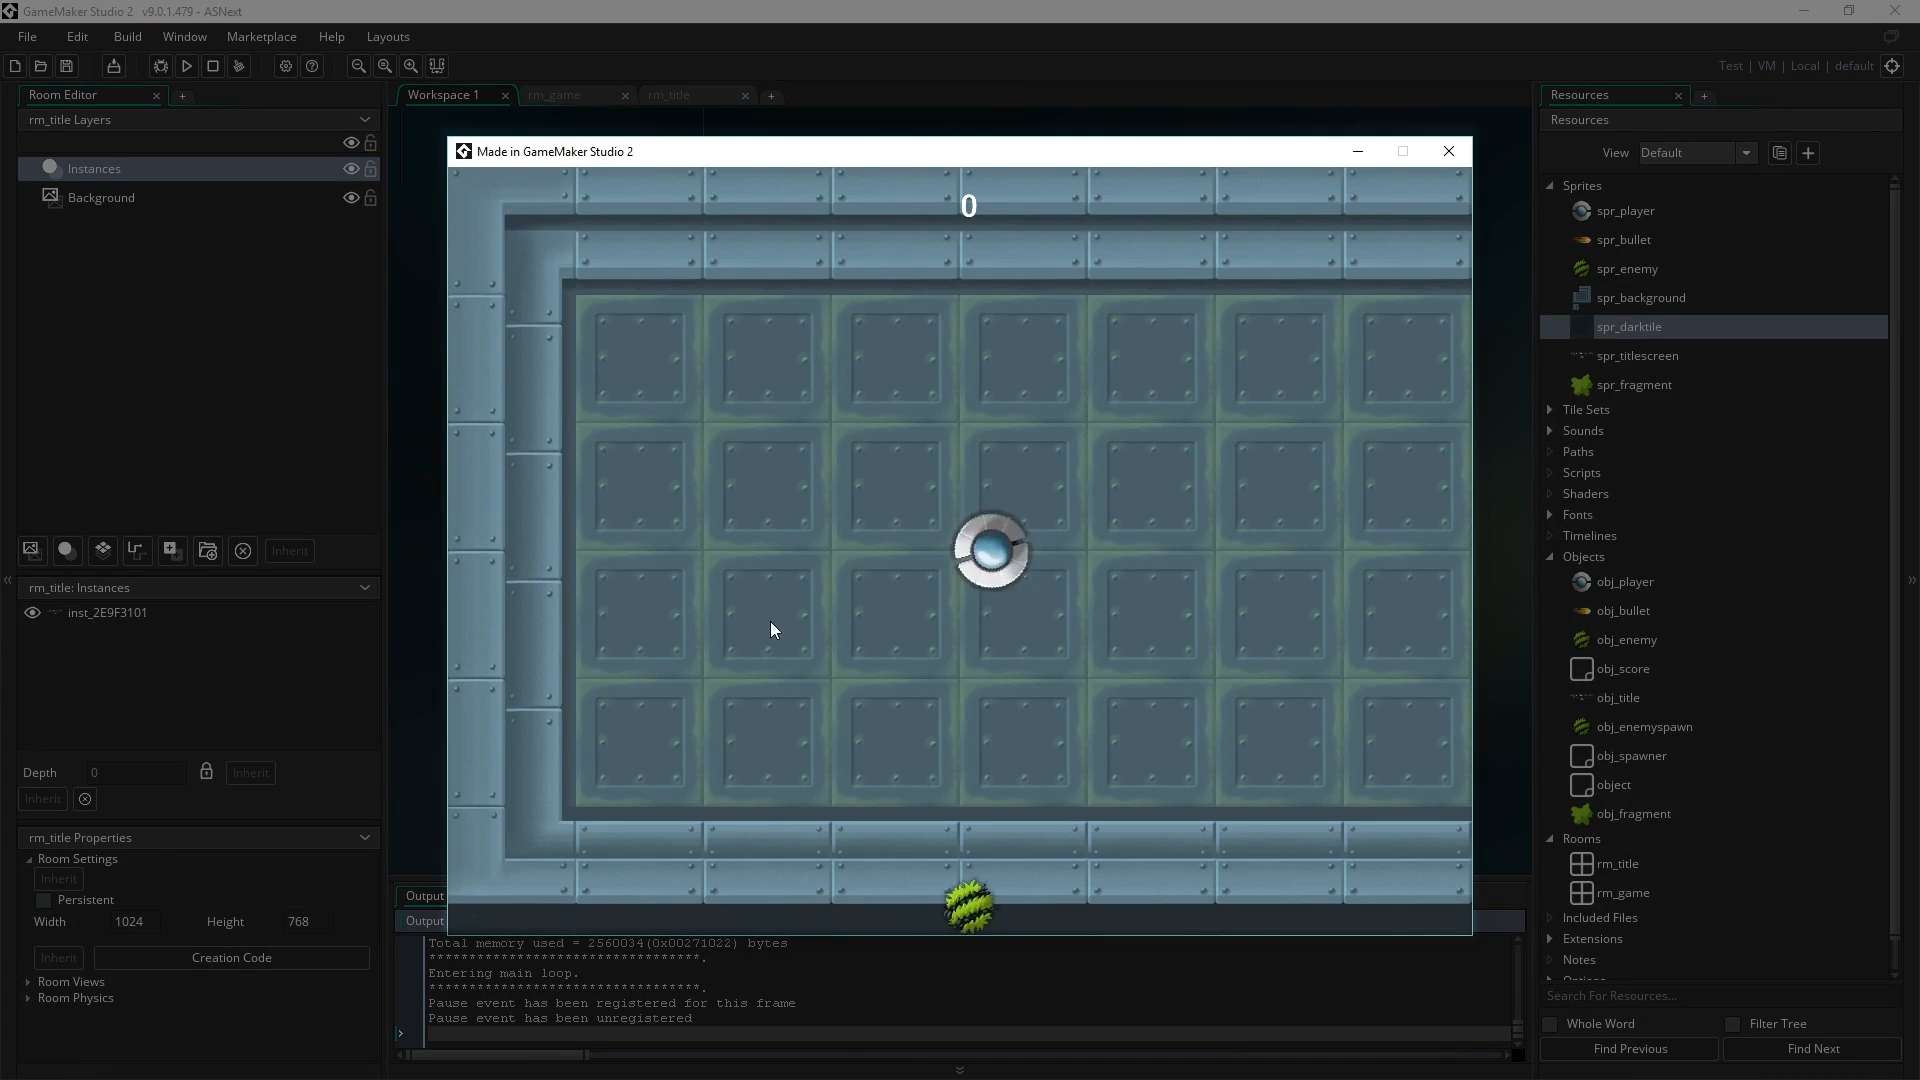 GameMaker Studio 2   v9.0.1.479 - ASNext
File Edit Build Window Marketplace Help Layouts
Test | VM | Local | default
Room Editor
rm_title Layers
Instances
Background
Inherit
rm_title: Instances
inst_2E9F3101
Depth 0 Inherit
Inherit
rm_title Properties
Room Settings
Inherit
Persistent
Width 1024 Height 768
Inherit Creation Code
Room Views
Room Physics
Workspace 1 rm_game rm_title
Made in GameMaker Studio 2
0
Output
Output
Total memory used = 2560034(0x00271022) bytes
**********************************.
Entering main loop.
**********************************.
Pause event has been registered for this frame
Pause event has been unregistered
Resources
Resources
View Default
Sprites
spr_player
spr_bullet
spr_enemy
spr_background
spr_darktile
spr_titlescreen
spr_fragment
Tile Sets
Sounds
Paths
Scripts
Shaders
Fonts
Timelines
Objects
obj_player
obj_bullet
obj_enemy
obj_score
obj_title
obj_enemyspawn
obj_spawner
object
obj_fragment
Rooms
rm_title
rm_game
Included Files
Extensions
Notes
Options
Search For Resources...
Whole Word Filter Tree
Find Previous Find Next